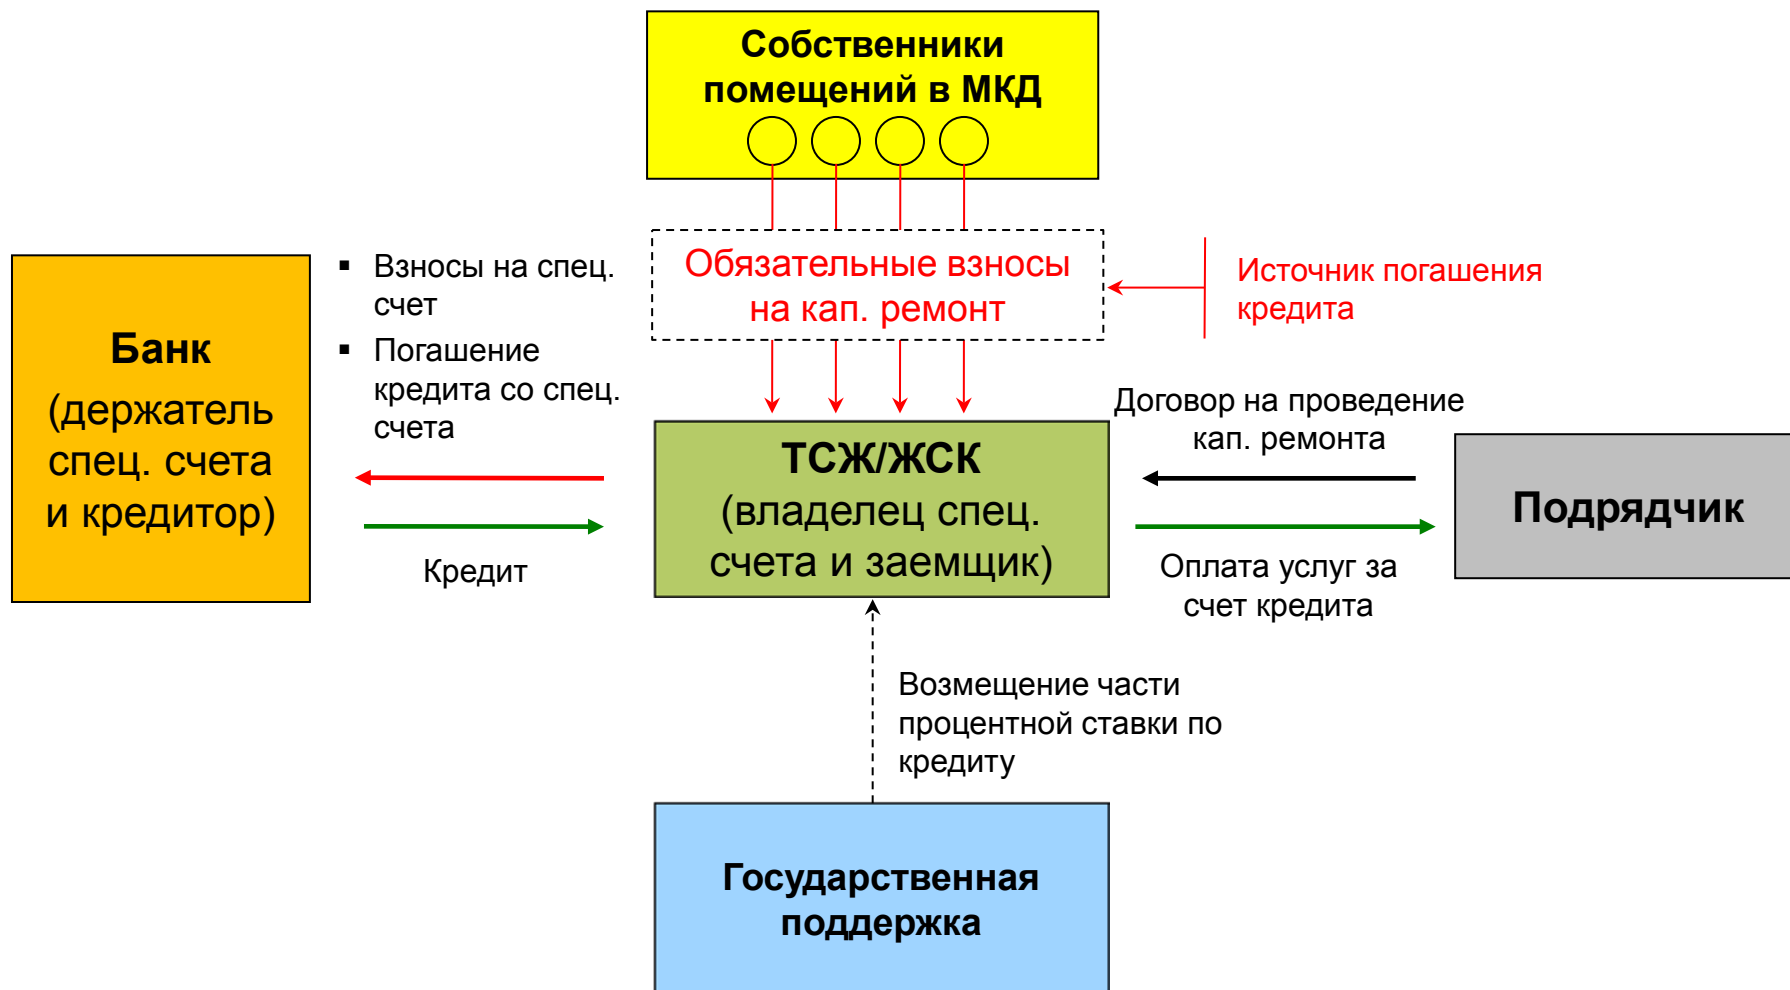 Собственники
помещений в МКД
Обязательные взносы
на кап. ремонт
Источник погашения
кредита
▪ Взносы на спец.
счет
▪ Погашение
кредита со спец.
счета
Банк
(держатель
спец. счета
и кредитор)
Кредит
ТСЖ/ЖСК
(владелец спец.
счета и заемщик)
Договор на проведение
кап. ремонта
Подрядчик
Оплата услуг за
счет кредита
Возмещение части
процентной ставки по
кредиту
Государственная
поддержка